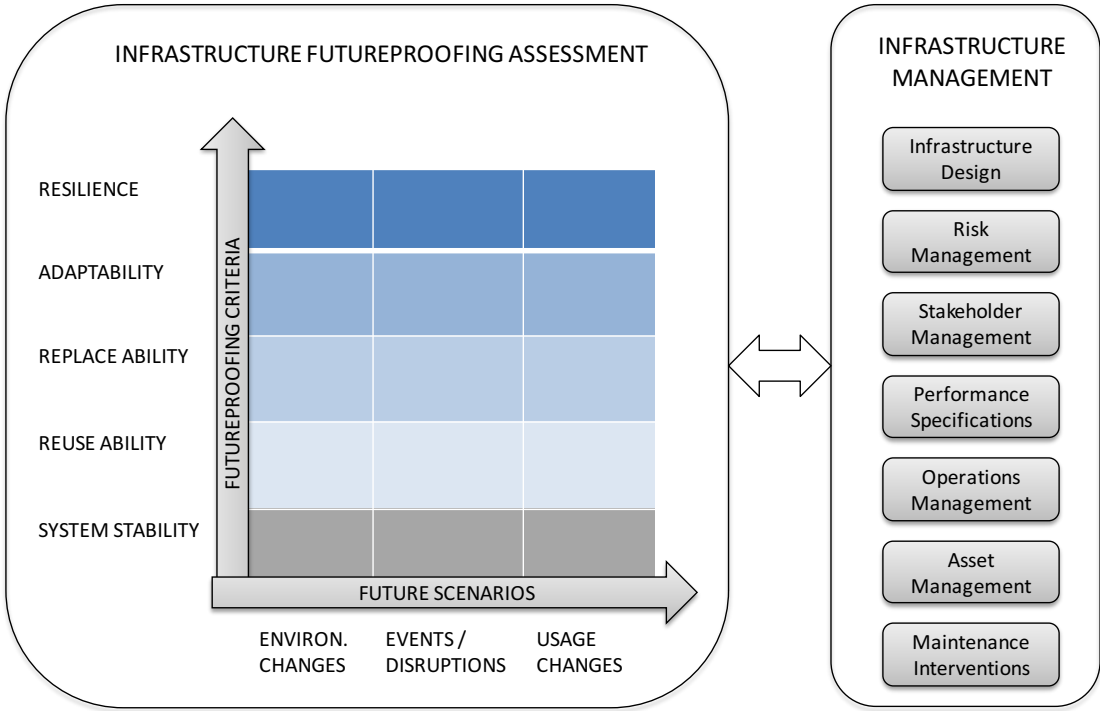 INFRASTRUCTURE FUTUREPROOFING ASSESSMENT
RESILIENCE
ADAPTABILITY
REPLACE ABILITY
REUSE ABILITY
SYSTEM STABILITY
FUTUREPROOFING CRITERIA
FUTURE SCENARIOS
ENVIRON.
CHANGES
EVENTS /
DISRUPTIONS
USAGE
CHANGES
INFRASTRUCTURE
MANAGEMENT
Infrastructure
Design
Risk
Management
Stakeholder
Management
Performance
Specifications
Operations
Management
Asset
Management
Maintenance
Interventions